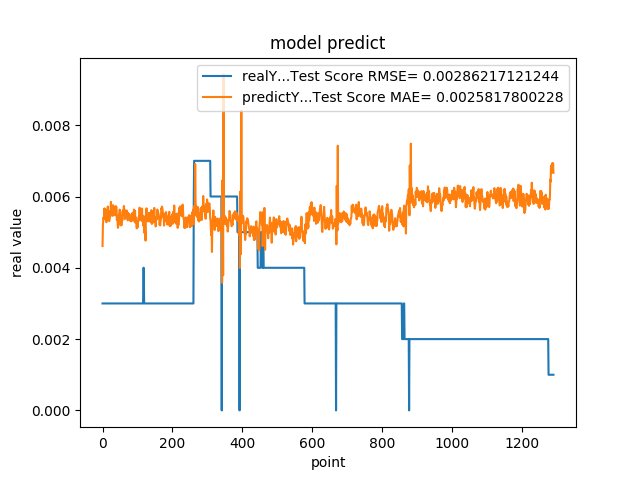 model predict
realY...Test Score RMSE= 0.00286217121244
predictY...Test Score MAE= 0.0025817800228
0.008
0.006
0.004
0.002
0.000
real value
0 200 400 600 800 1000 1200
point